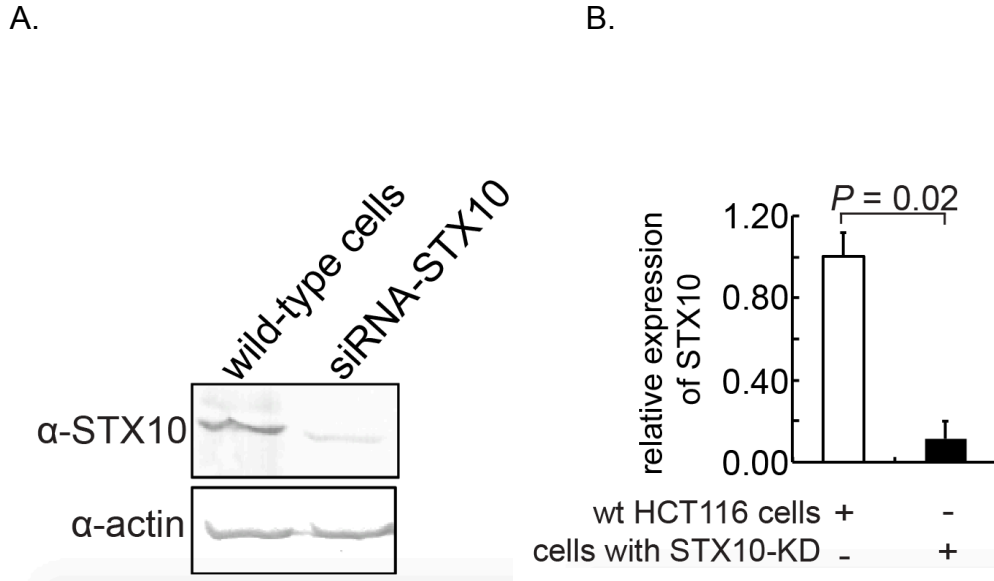 A.
B.
wild-type cells
siRNA-STX10
α-STX10
α-actin
P = 0.02
relative expression
of STX10
1.20
0.80
0.40
0.00
wt HCT116 cells + -
cells with STX10-KD - +